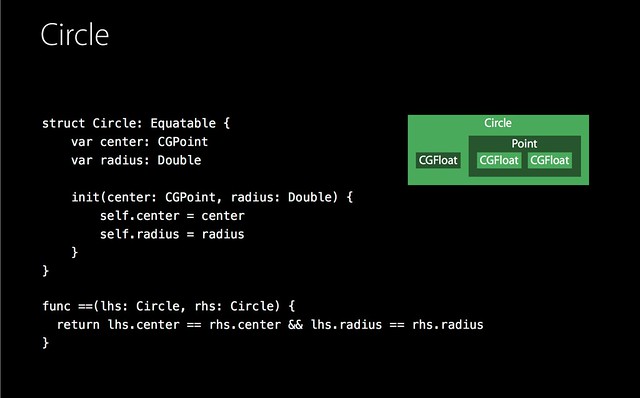 Circle
struct Circle: Equatable {
    var center: CGPoint
    var radius: Double
    init(center: CGPoint, radius: Double) {
        self.center = center
        self.radius = radius
    }
}
func ==(lhs: Circle, rhs: Circle) {
  return lhs.center == rhs.center && lhs.radius == rhs.radius
}
Circle
Point
CGFloat CGFloat CGFloat